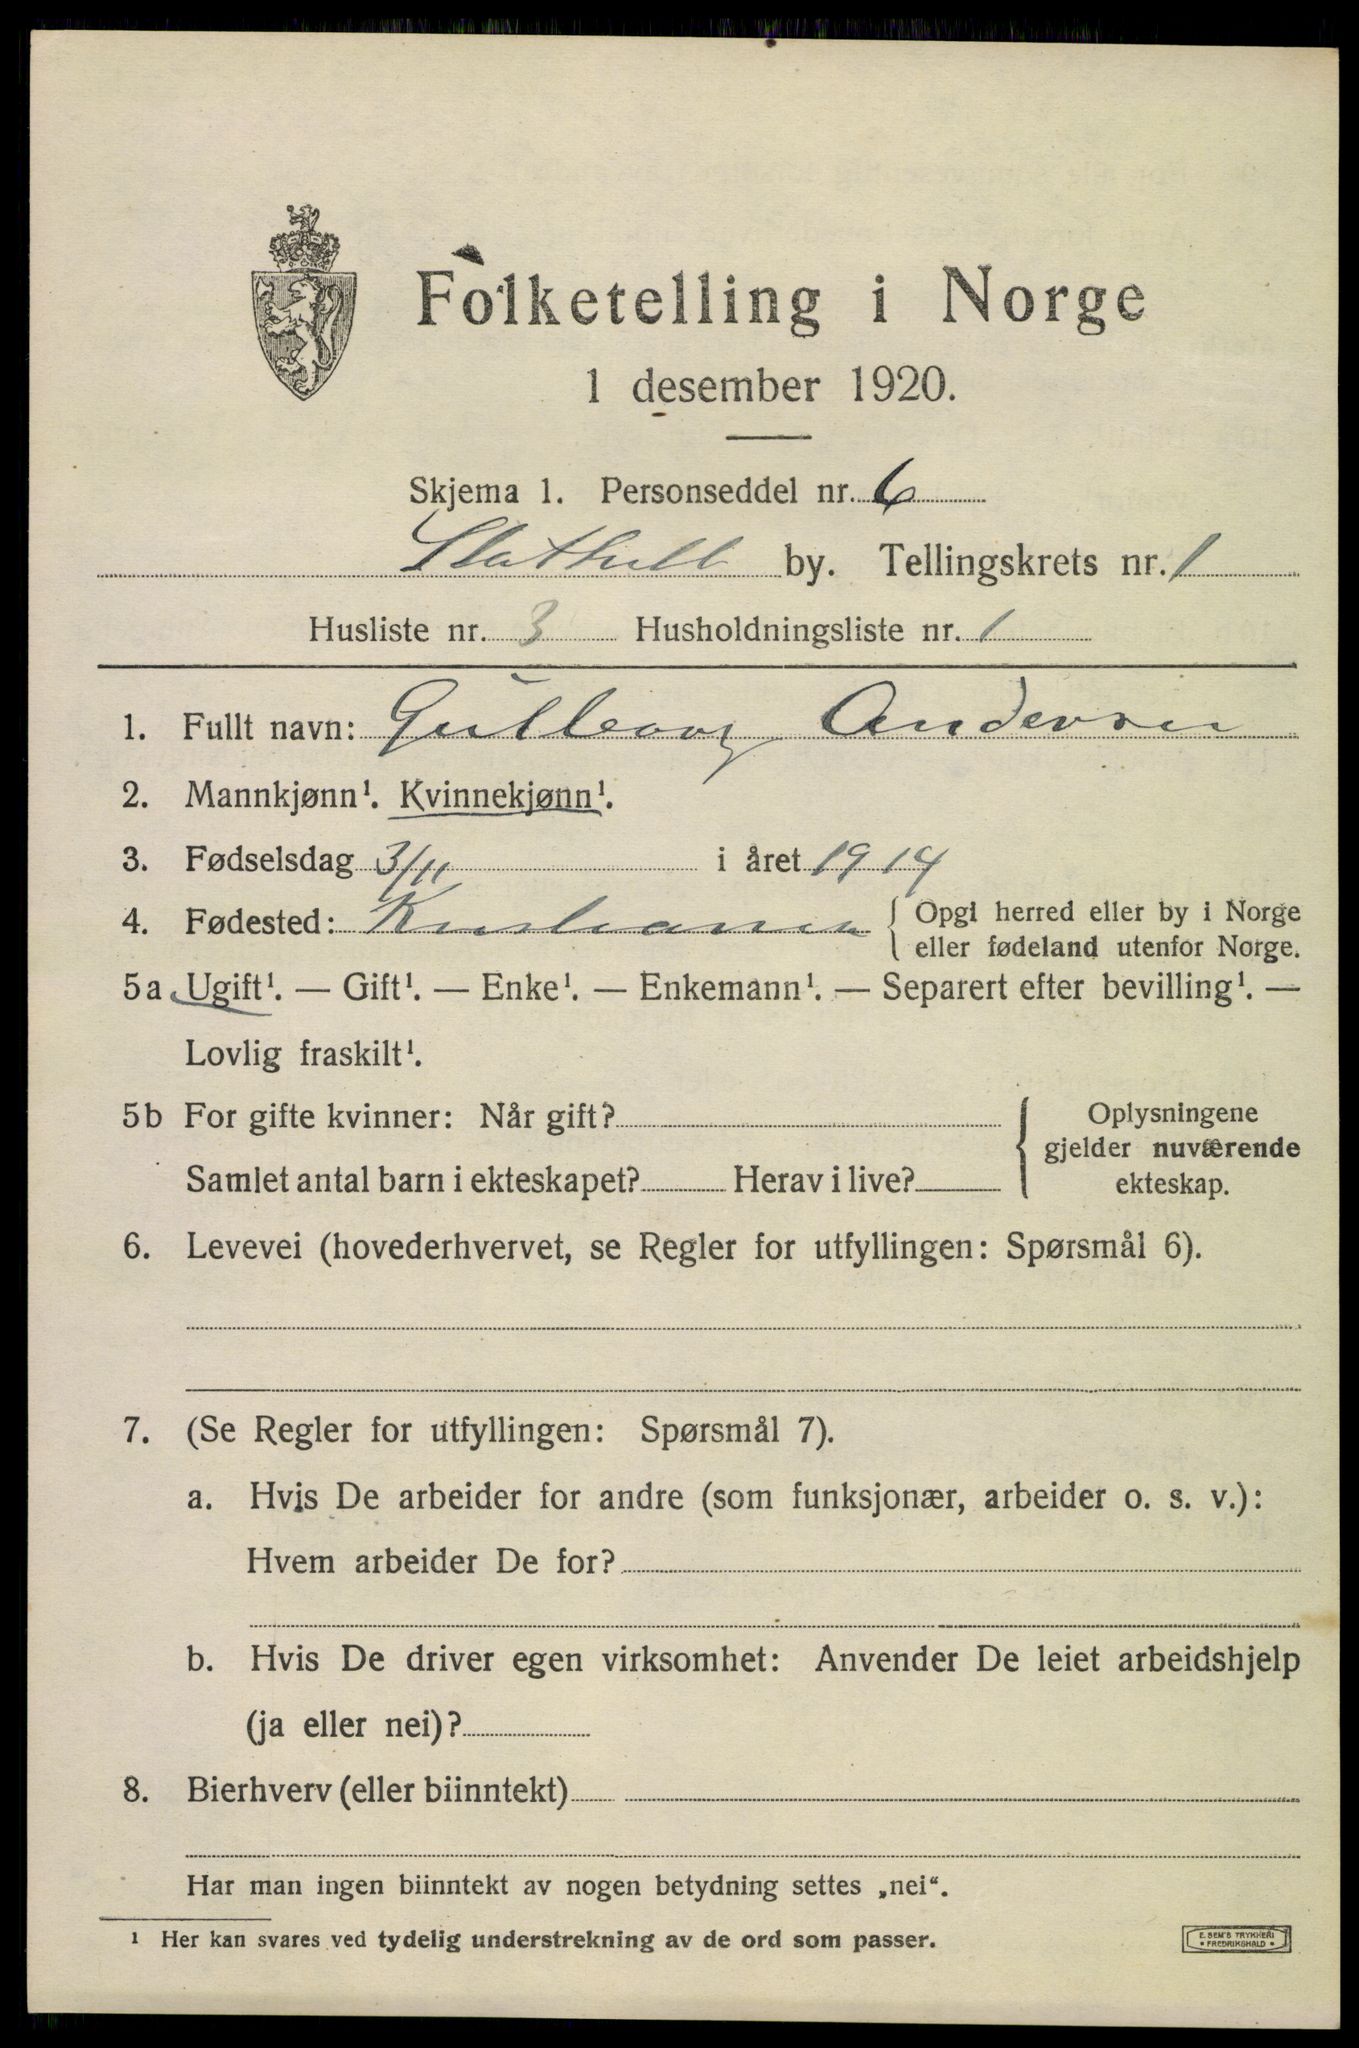 Folketelling i Norge
1 desember 1920.
Skjema 1. Personseddel nr. 6
Stathelle by. Tellingskrets nr. 1
Husliste nr. 3 Husholdningsliste nr. 1
1. Fullt navn: Gulborg Andersen
2. Mannkjønn¹. Kvinnekjønn¹.
3. Fødselsdag 3/11 i året 1914
4. Fødested: Kristiania { Opgi herred eller by i Norge
eller fødeland utenfor Norge.
5a Ugift¹. — Gift¹. — Enke¹. — Enkemann¹. — Separert efter bevilling¹. —
Lovlig fraskilt¹.
5b For gifte kvinner: Når gift?
Samlet antal barn i ekteskapet? Herav i live?
{ Oplysningene
gjelder nuværende
ekteskap.
6. Levevei (hovederhvervet, se Regler for utfyllingen: Spørsmål 6).
7. (Se Regler for utfyllingen: Spørsmål 7).
a. Hvis De arbeider for andre (som funksjonær, arbeider o. s. v.):
Hvem arbeider De for?
b. Hvis De driver egen virksomhet: Anvender De leiet arbeidshjelp
(ja eller nei)?
8. Bierhverv (eller biinntekt)
Har man ingen biinntekt av nogen betydning settes „nei“.
¹ Her kan svares ved tydelig understrekning av de ord som passer.
E. SEM'S TRYKKERI
• FREDRIKSHALD •